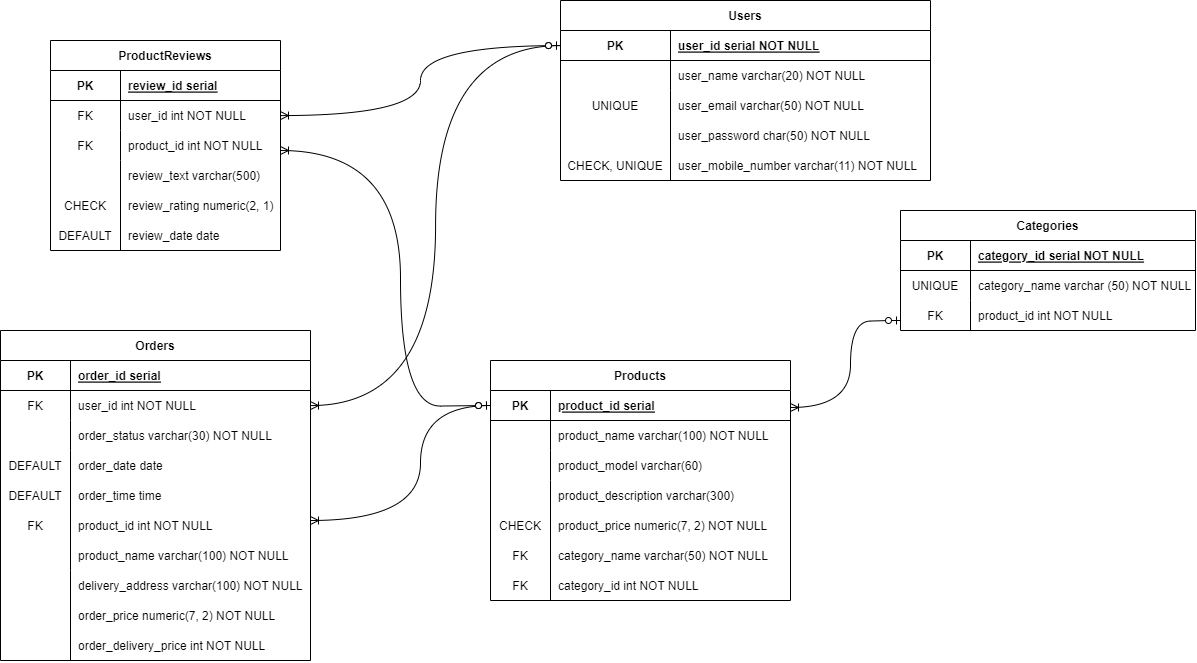 ProductReviews
PK review_id serial
FK user_id int NOT NULL
FK product_id int NOT NULL
review_text varchar(500)
CHECK review_rating numeric(2, 1)
DEFAULT review_date date
Users
PK user_id serial NOT NULL
user_name varchar(20) NOT NULL
UNIQUE user_email varchar(50) NOT NULL
user_password char(50) NOT NULL
CHECK, UNIQUE user_mobile_number varchar(11) NOT NULL
Categories
PK category_id serial NOT NULL
UNIQUE category_name varchar (50) NOT NULL
FK product_id int NOT NULL
Orders
PK order_id serial
FK user_id int NOT NULL
order_status varchar(30) NOT NULL
DEFAULT order_date date
DEFAULT order_time time
FK product_id int NOT NULL
product_name varchar(100) NOT NULL
delivery_address varchar(100) NOT NULL
order_price numeric(7, 2) NOT NULL
order_delivery_price int NOT NULL
Products
PK product_id serial
product_name varchar(100) NOT NULL
product_model varchar(60)
product_description varchar(300)
CHECK product_price numeric(7, 2) NOT NULL
FK category_name varchar(50) NOT NULL
FK category_id int NOT NULL